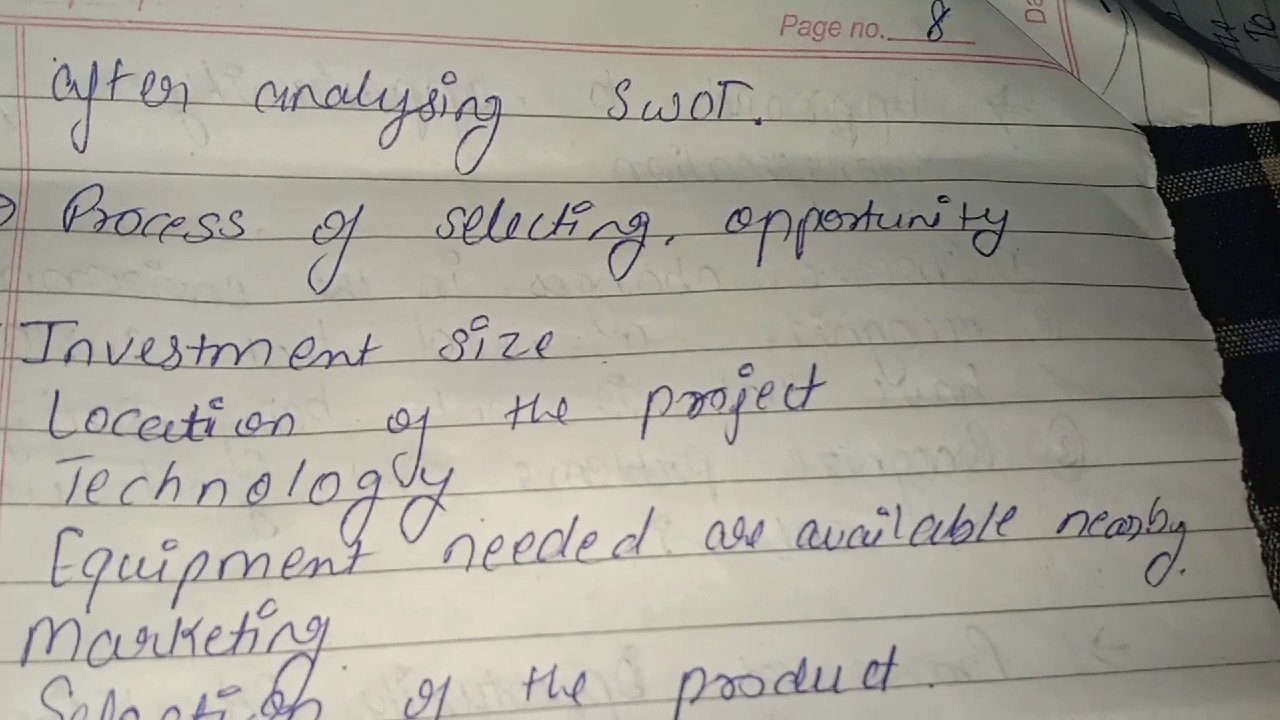 Page no. 8
after analysing SWOT.
Process of selecting. opportunity
Investment size
Location of the project
Technology
Equipment needed are available nearby.
Marketing
Selection of the product.